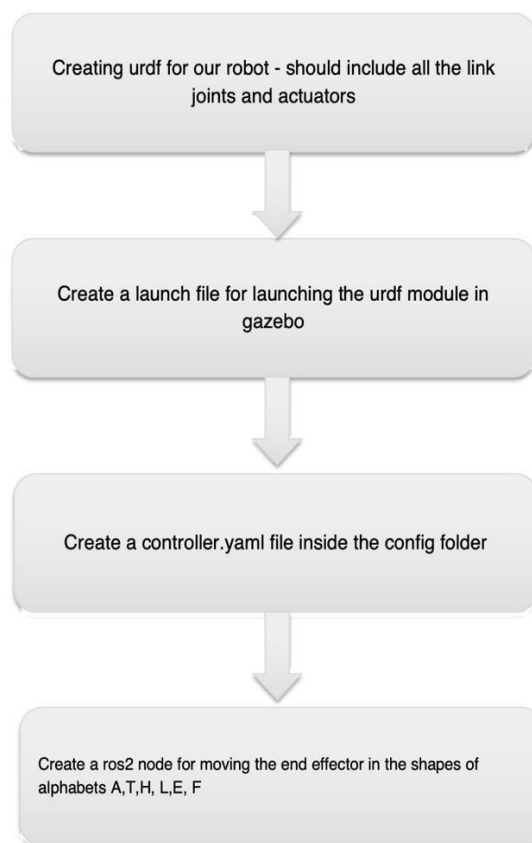 Creating urdf for our robot - should include all the link
joints and actuators
Create a launch file for launching the urdf module in
gazebo
Create a controller.yaml file inside the config folder
Create a ros2 node for moving the end effector in the shapes of
alphabets A,T,H, L,E, F